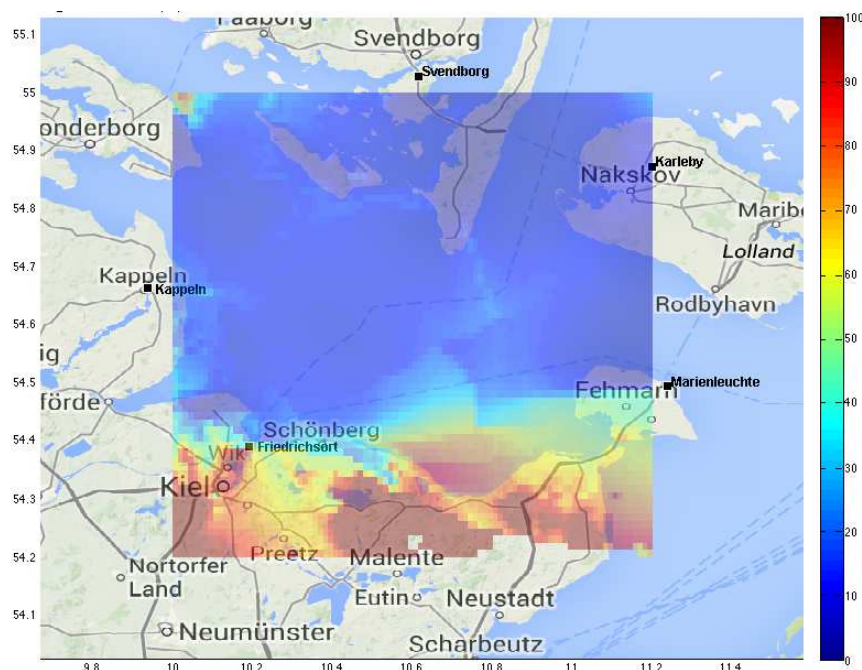 55.1
55
54.9
54.8
54.7
54.6
54.5
54.4
54.3
54.2
54.1
9.8
10
10.2
10.4
10.6
10.8
11
11.2
11.4
100
90
80
70
60
50
40
30
20
10
0
Faaborg
Svendborg
Svendborg
onderborg
Karleby
Nakskov
Maribo
Lolland
Kappeln
Kappeln
Rodbyhavn
ig
Marienleuchte
Fehmarn
förde
Schönberg
Friedrichsort
Wik
Kiel
Preetz
Nortorfer
Land
Malente
Eutin
Neustadt
Neumünster
Scharbeutz